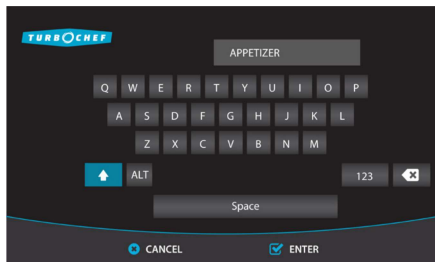 TURBOCHEF
APPETIZER
Q W E R T Y U I O P
A S D F G H J K L
Z X C V B N M
ALT 123
Space
CANCEL ENTER